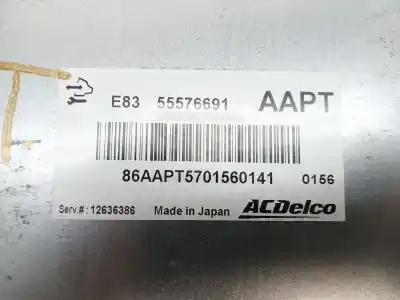 E83 55576691 AAPT
86AAPT5701560141 0156
Serv.#: 12636386 Made in Japan ACDelco